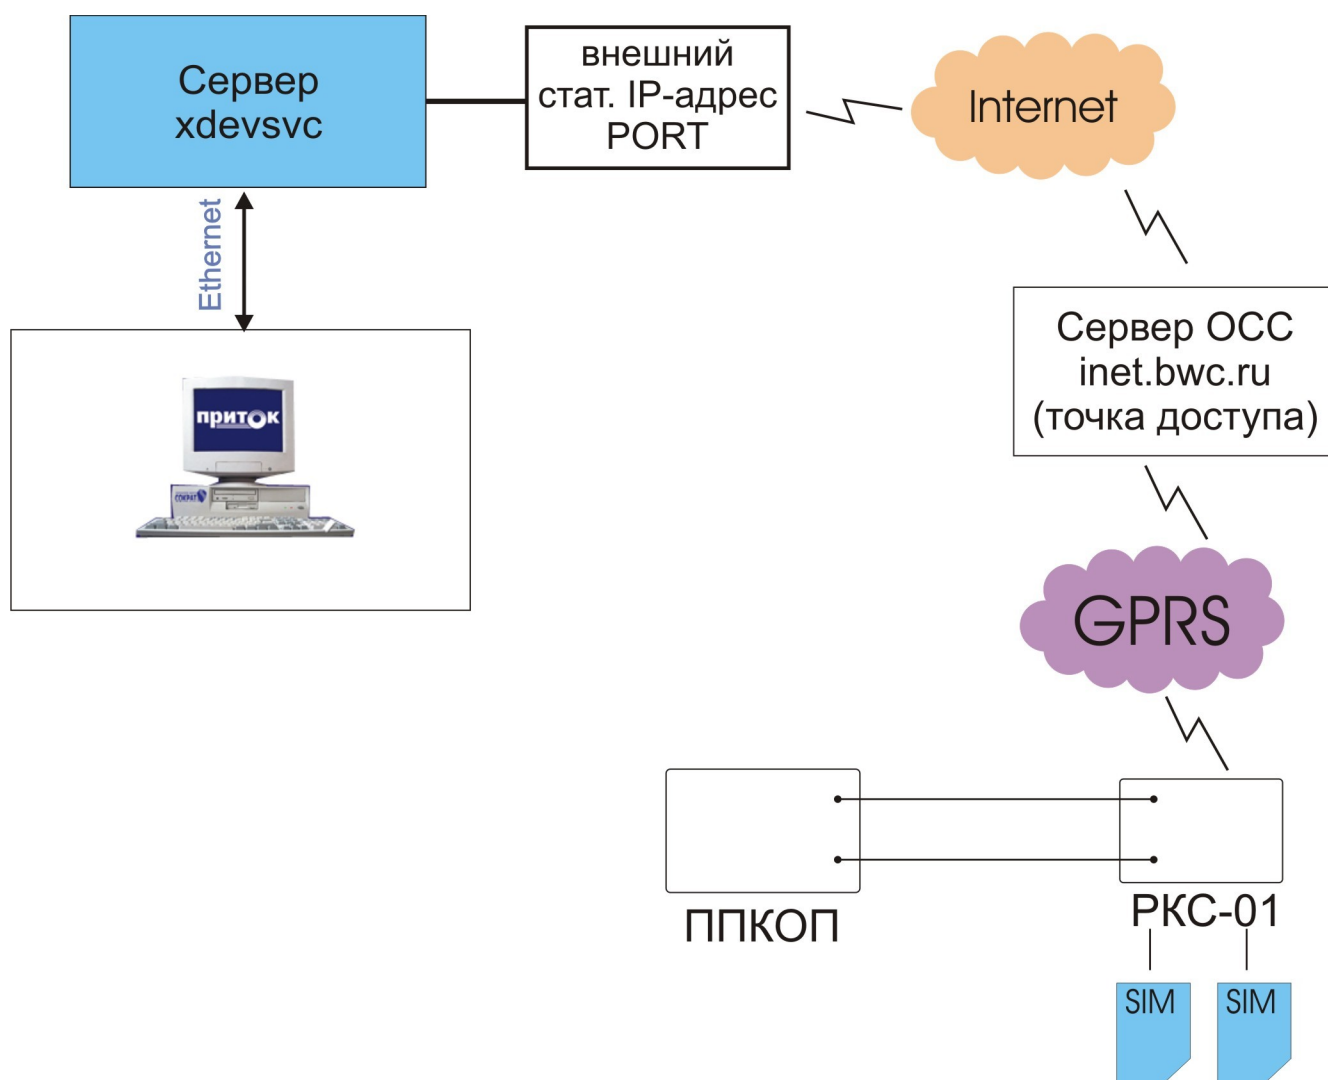 Сервер
xdevsvc
внешний
стат. IP-адрес
PORT
Internet
Ethernet
Сервер ОСС
inet.bwc.ru
(точка доступа)
приток
СОКРАТ
GPRS
ППКОП
РКС-01
SIM
SIM